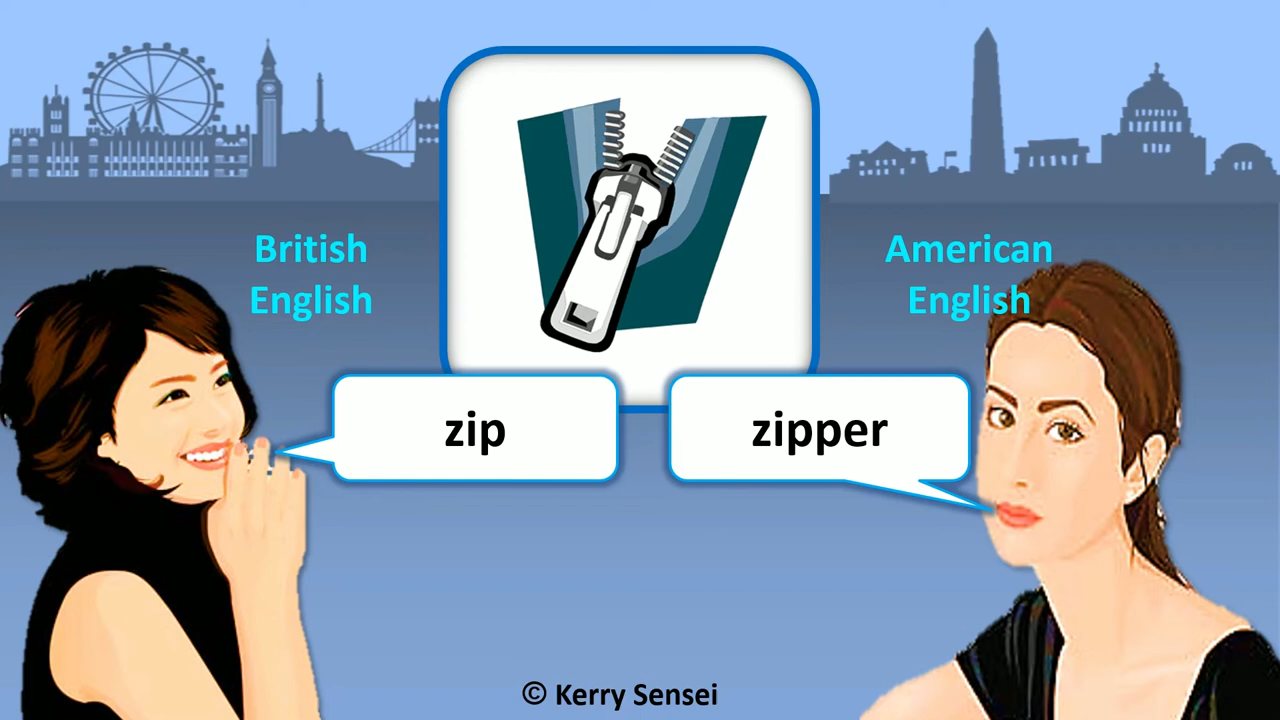 British
English
American
English
zip
zipper
© Kerry Sensei